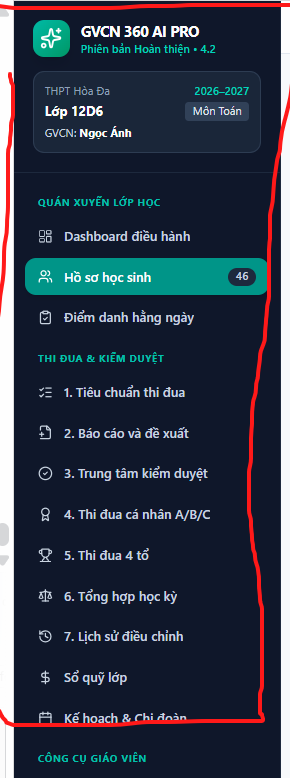 GVCN 360 AI PRO
Phiên bản Hoàn thiện • 4.2
THPT Hòa Đa 2026–2027
Lớp 12D6 Môn Toán
GVCN: Ngọc Ánh
QUÁN XUYẾN LỚP HỌC
Dashboard điều hành
Hồ sơ học sinh 46
Điểm danh hằng ngày
THI ĐUA & KIỂM DUYỆT
1. Tiêu chuẩn thi đua
2. Báo cáo và đề xuất
3. Trung tâm kiểm duyệt
4. Thi đua cá nhân A/B/C
5. Thi đua 4 tổ
6. Tổng hợp học kỳ
7. Lịch sử điều chỉnh
Sổ quỹ lớp
Kế hoạch & Chi đoàn
CÔNG CỤ GIÁO VIÊN